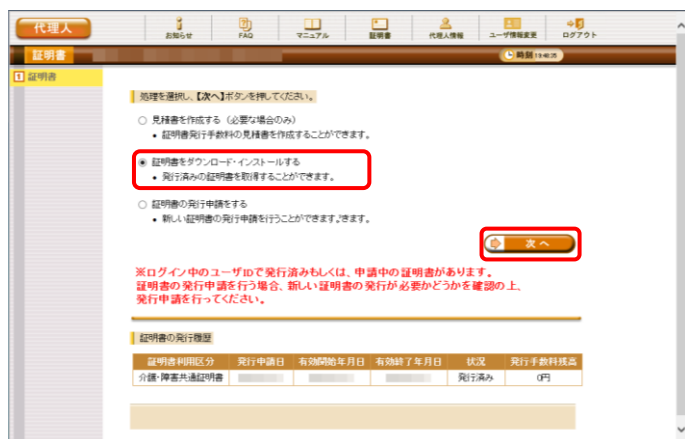 代理人
お知らせ
FAQ
マニュアル
証明書
代理人情報
ユーザ情報変更
ログアウト
証明書
時刻 19:40:35
1 証明書
処理を選択し、【次へ】ボタンを押してください。
見積書を作成する (必要な場合のみ)
• 証明書発行手数料の見積書を作成することができます。
証明書をダウンロード・インストールする
• 発行済みの証明書を取得することができます。
証明書の発行申請をする
• 新しい証明書の発行申請を行うことができます。きます。
次へ
※ログイン中のユーザIDで発行済みもしくは、申請中の証明書があります。
証明書の発行申請を行う場合、新しい証明書の発行が必要かどうかを確認の上、
発行申請を行ってください。
証明書の発行履歴
証明書利用区分 発行申請日 有効開始年月日 有効終了年月日 状況 発行手数料残高
介護・障害共通証明書 発行済み 0円